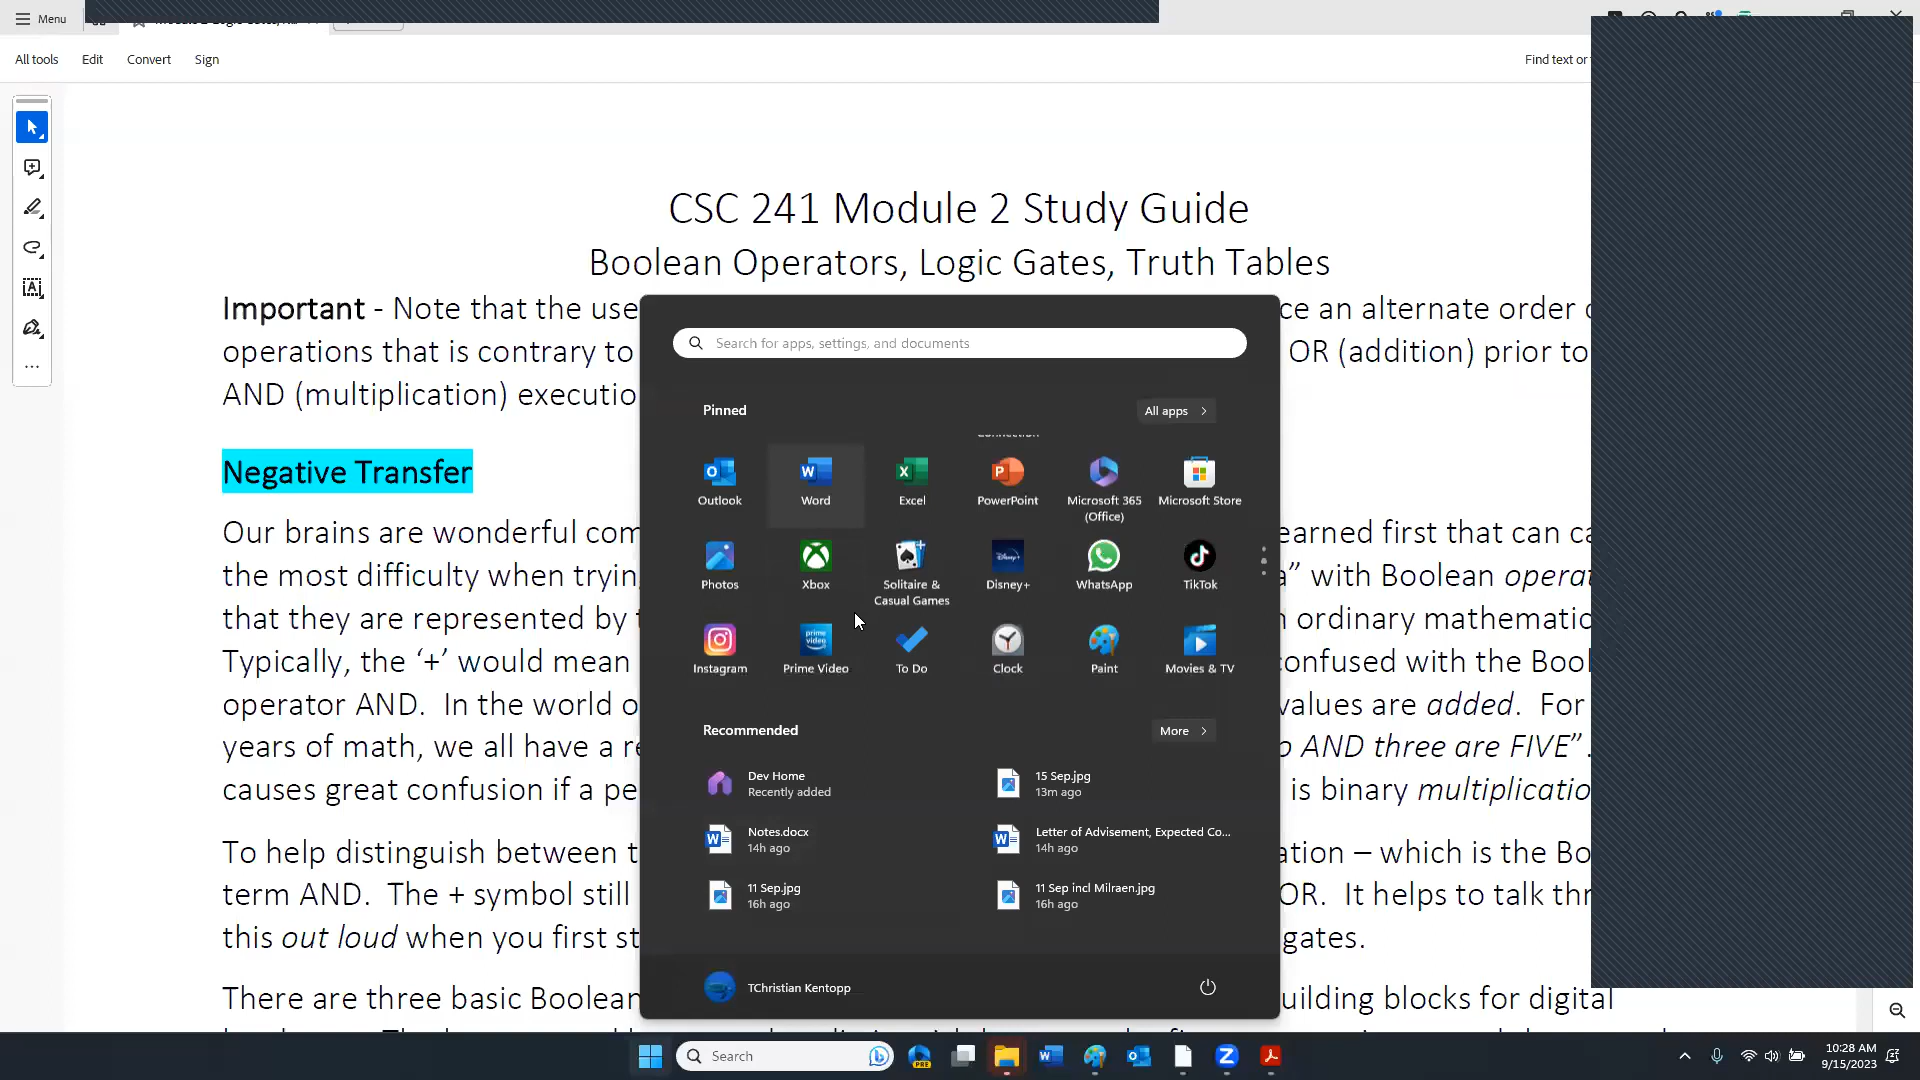 Menu
All tools
Edit
Convert
Sign
Find text or
CSC 241 Module 2 Study Guide
Boolean Operators, Logic Gates, Truth Tables
Important - Note that the use
ce an alternate order
operations that is contrary to
OR (addition) prior to
AND (multiplication) executio
Negative Transfer
Our brains are wonderful com
earned first that can ca
the most difficulty when trying
a” with Boolean operat
that they are represented by
n ordinary mathematic
Typically, the ‘+’ would mean
confused with the Bool
operator AND.  In the world o
values are added.  For
years of math, we all have a re
o AND three are FIVE”.
causes great confusion if a pe
is binary multiplicatio
To help distinguish between t
ation – which is the Bo
term AND.  The + symbol still
OR.  It helps to talk thr
this out loud when you first st
gates.
There are three basic Boolean
uilding blocks for digital
Search for apps, settings, and documents
Pinned
All apps
Connection
Outlook
Word
Excel
PowerPoint
Microsoft 365
(Office)
Microsoft Store
Photos
Xbox
Solitaire &
Casual Games
Disney+
WhatsApp
TikTok
Instagram
prime video
Prime Video
To Do
Clock
Paint
Movies & TV
Recommended
More
Dev Home
Recently added
15 Sep.jpg
13m ago
Notes.docx
14h ago
Letter of Advisement, Expected Co...
14h ago
11 Sep.jpg
16h ago
11 Sep incl Milraen.jpg
16h ago
TChristian Kentopp
Search
PRE
10:28 AM
9/15/2023